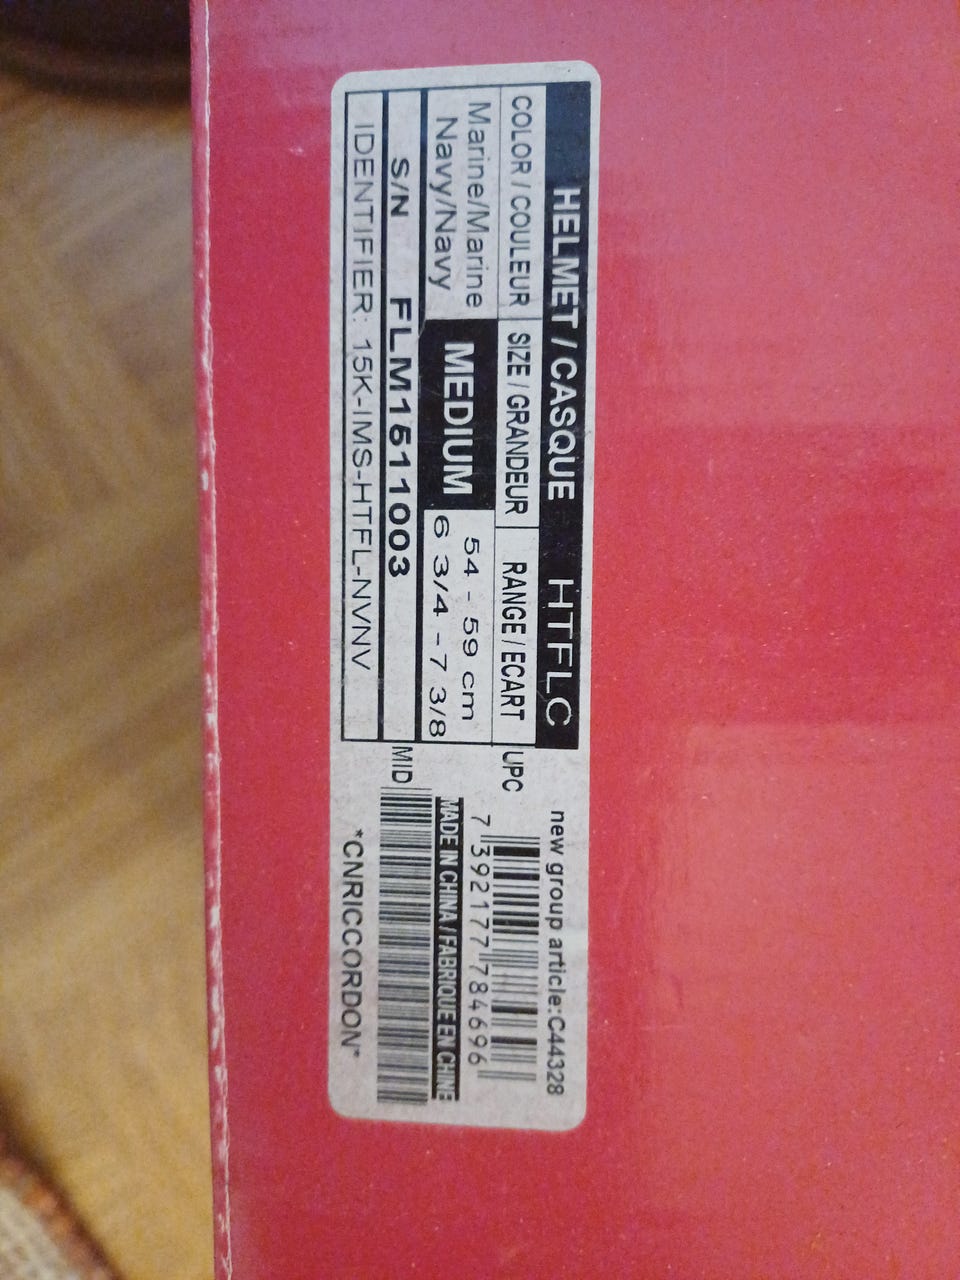 HELMET / CASQUE HTFLC
COLOR / COULEUR SIZE / GRANDEUR RANGE / ECART
Marine/Marine
Navy/Navy
MEDIUM
54 - 59 cm
6 3/4 - 7 3/8
S/N FLM1511003
IDENTIFIER: 15K-IMS-HTFL-NVNV
new group article:C44328
UPC
7 39217 78469 6
MADE IN CHINA / FABRIQUE EN CHINE
MID
*CNRICCORDON*